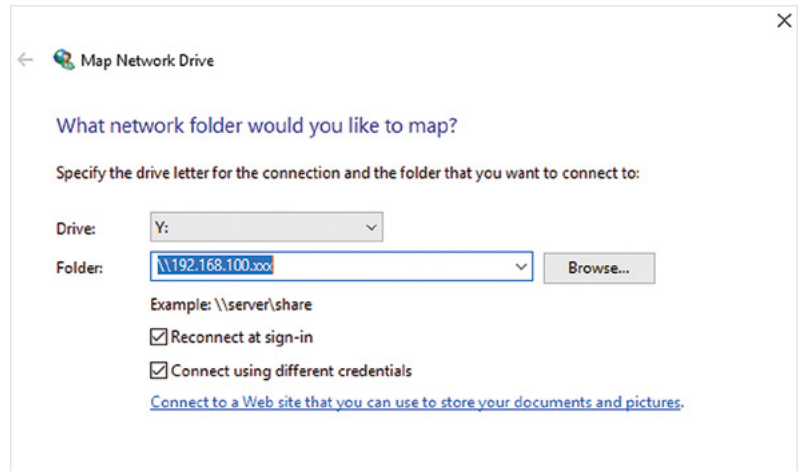 Map Network Drive
What network folder would you like to map?
Specify the drive letter for the connection and the folder that you want to connect to:
Drive: Y:
Folder: \\192.168.100.xxx Browse...
Example: \\server\share
Reconnect at sign-in
Connect using different credentials
Connect to a Web site that you can use to store your documents and pictures.